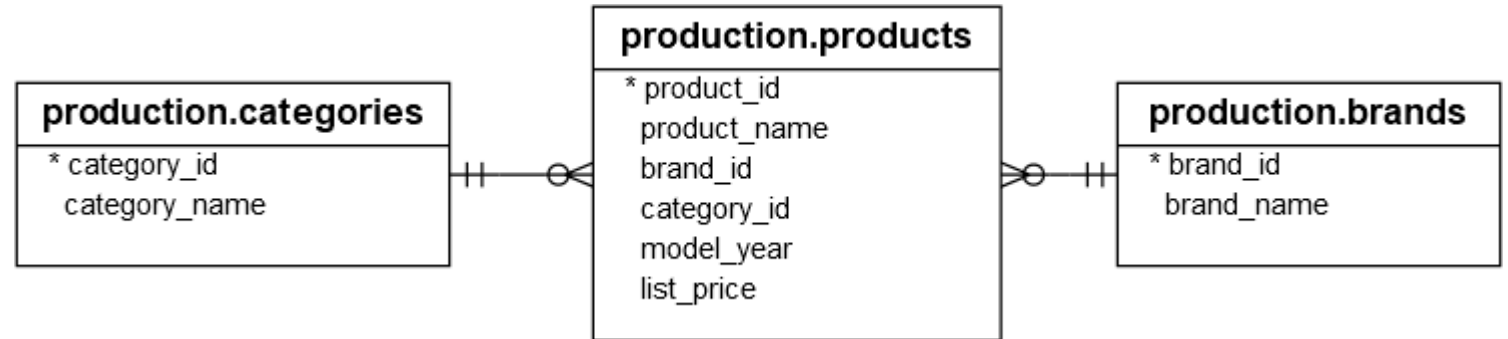 production.categories
* category_id
category_name
production.products
* product_id
product_name
brand_id
category_id
model_year
list_price
production.brands
* brand_id
brand_name